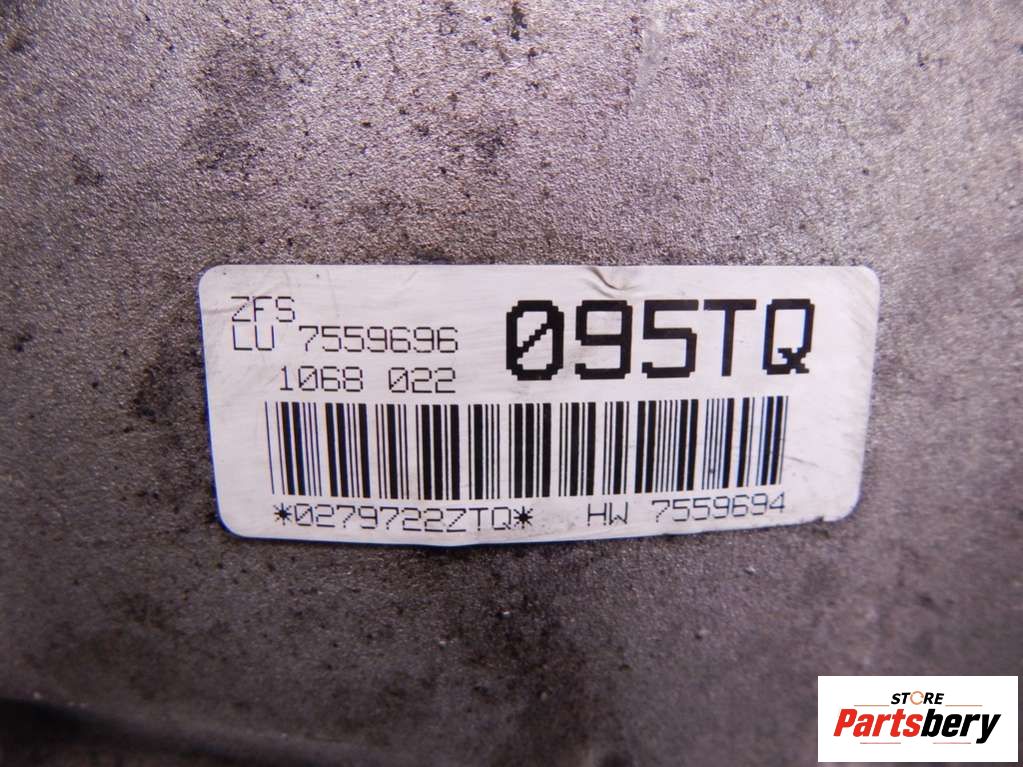 ZFS
LU 7559696
1068 022
095TQ
*0279722ZTQ* HW 7559694
STORE
Partsbery